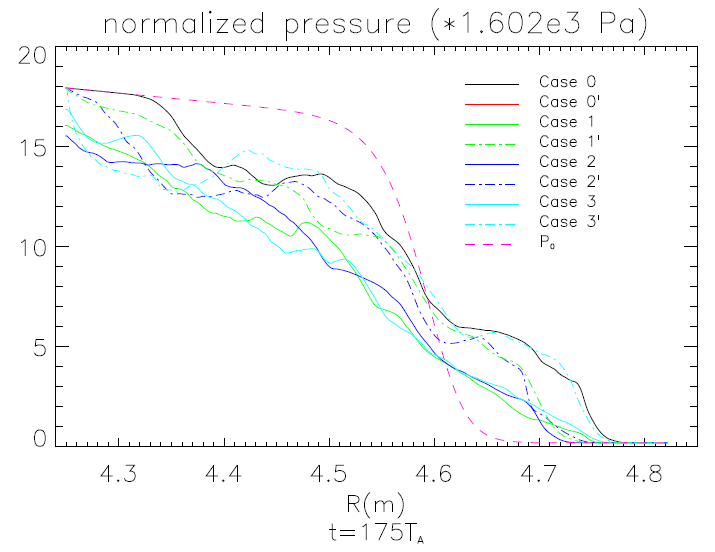 normalized pressure (*1.602e3 Pa)
20
15
10
5
0
Case 0
Case 0'
Case 1
Case 1'
Case 2
Case 2'
Case 3
Case 3'
P₀
4.3 4.4 4.5 4.6 4.7 4.8
R(m)
t=175T_A